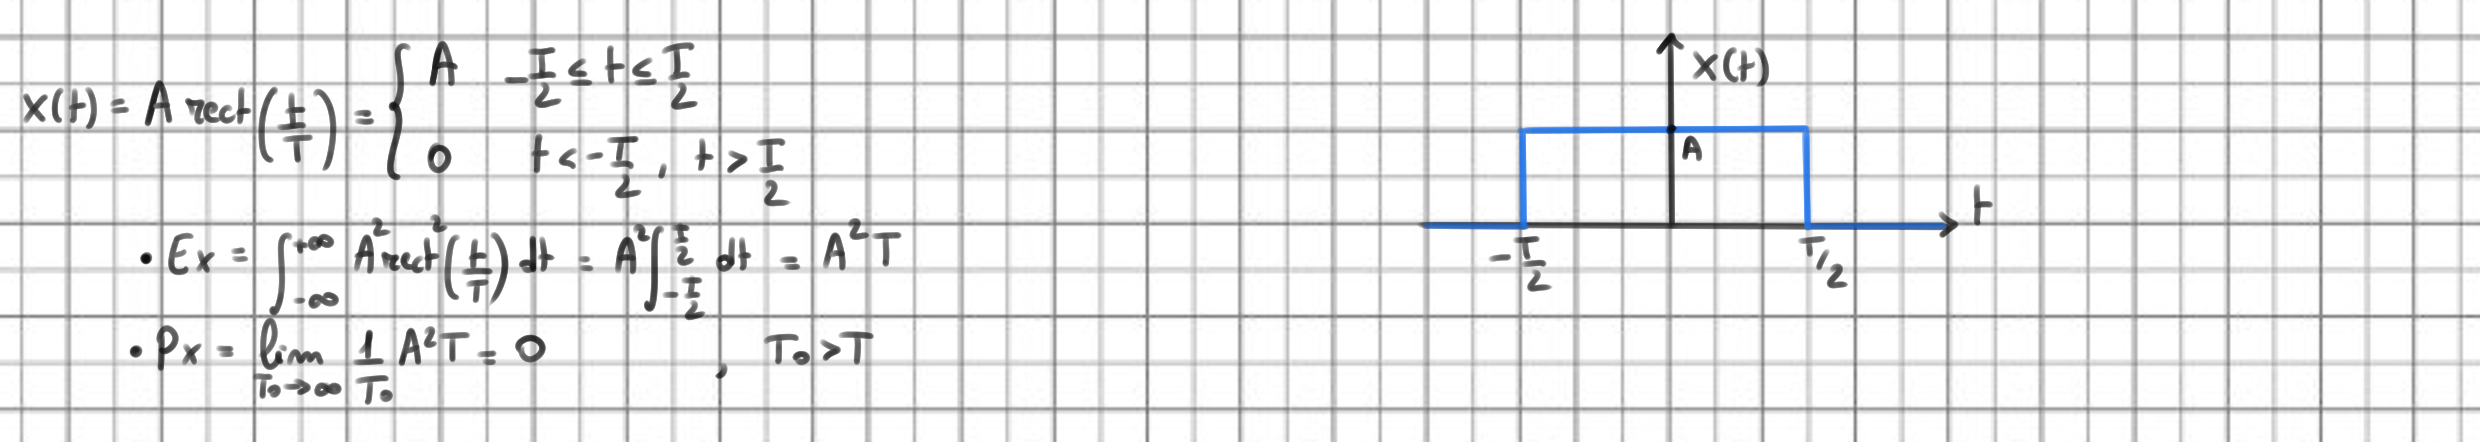 x(t) = A rect(t/T) = { A   -T/2 ≤ t ≤ T/2
0   t < -T/2 , t > T/2
• Ex = ∫_{-∞}^{+∞} A² rect²(t/T) dt = A² ∫_{-T/2}^{T/2} dt = A²T
• Px = lim_{T₀→∞} 1/T₀ A²T = 0 , T₀ > T
x(t)
A
t
-T/2
T/2